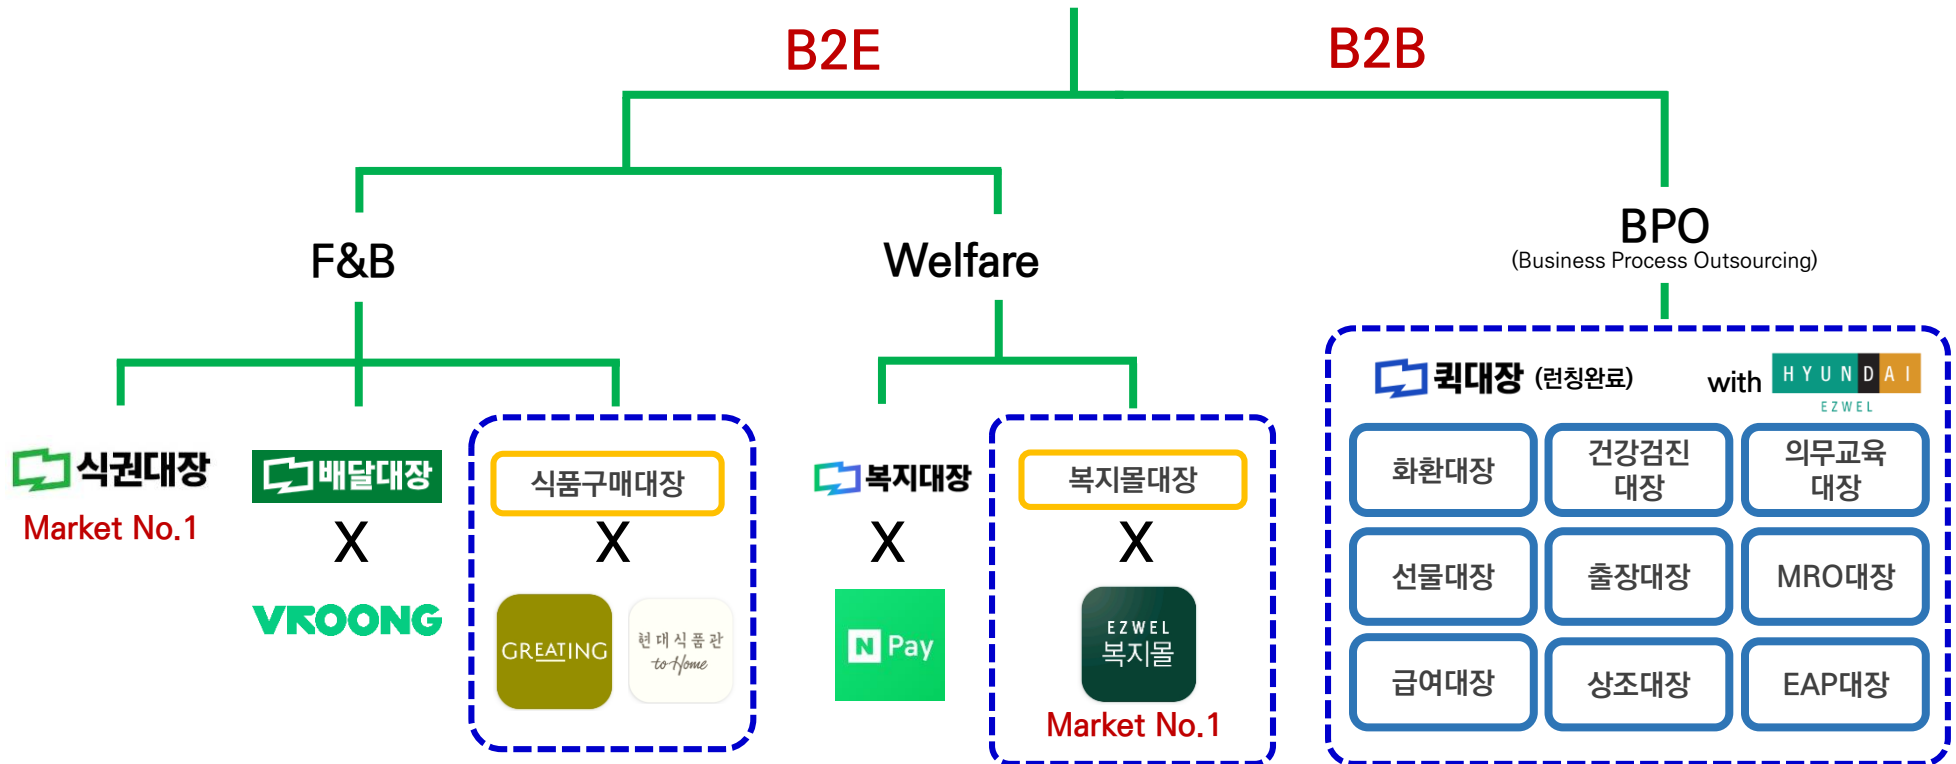 B2E
B2B
F&B
Welfare
BPO
(Business Process Outsourcing)
식권대장
Market No.1
배달대장
X
VROONG
식품구매대장
X
GREATING
현대식품관
to Home
복지대장
X
N Pay
복지몰대장
X
EZWEL
복지몰
Market No.1
퀵대장 (런칭완료)
with HYUNDAI
EZWEL
화환대장
건강검진
대장
의무교육
대장
선물대장
출장대장
MRO대장
급여대장
상조대장
EAP대장